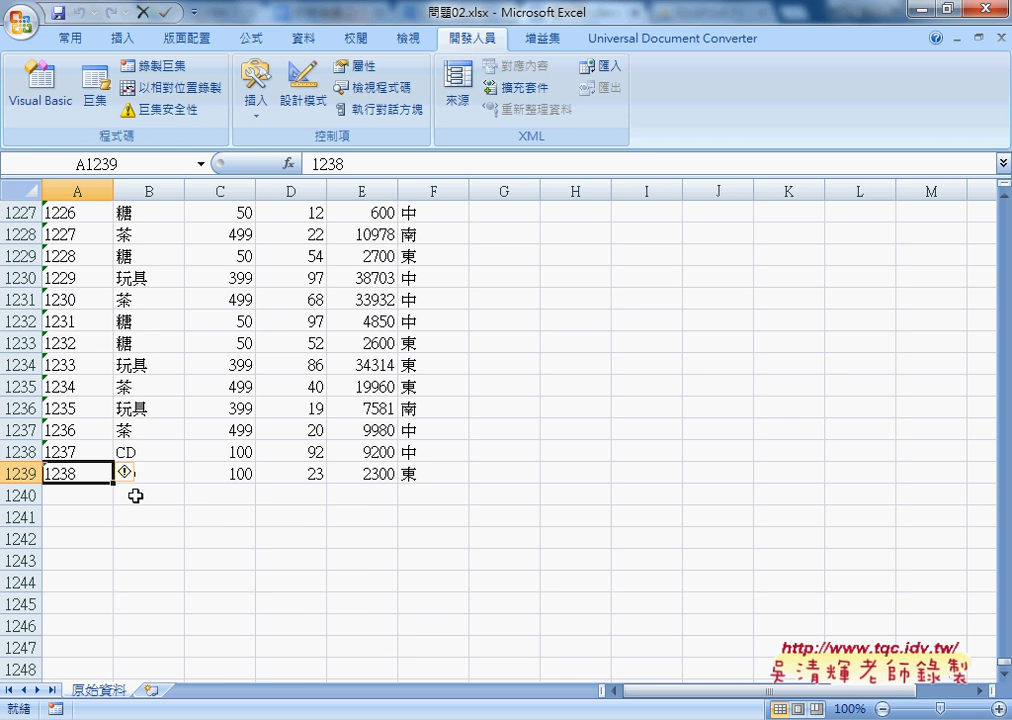 問題02.xlsx - Microsoft Excel
常用 插入 版面配置 公式 資料 校閱 檢視 開發人員 增益集 Universal Document Converter
Visual Basic 巨集 錄製巨集 以相對位置錄製 巨集安全性 程式碼
插入 設計模式 屬性 檢視程式碼 執行對話方塊 控制項
來源 對應內容 擴充套件 重新整理資料 匯入 匯出 XML
A1239 fx 1238
A B C D E F G H I J K L M
1227 1226 糖 50 12 600 中
1228 1227 茶 499 22 10978 南
1229 1228 糖 50 54 2700 東
1230 1229 玩具 399 97 38703 中
1231 1230 茶 499 68 33932 中
1232 1231 糖 50 97 4850 中
1233 1232 糖 50 52 2600 東
1234 1233 玩具 399 86 34314 東
1235 1234 茶 499 40 19960 東
1236 1235 玩具 399 19 7581 南
1237 1236 茶 499 20 9980 中
1238 1237 CD 100 92 9200 中
1239 1238 100 23 2300 東
1240
1241
1242
1243
1244
1245
1246
1247
1248
http://www.tqc.idv.tw/
吳清輝老師錄製
原始資料
就緒 100%